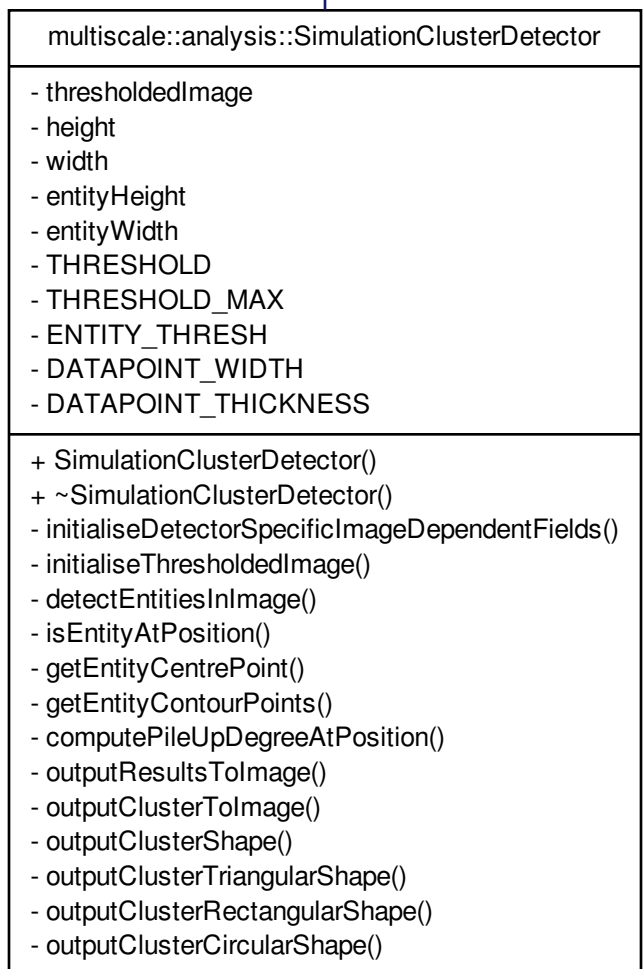 multiscale::analysis::SimulationClusterDetector
- thresholdedImage
- height
- width
- entityHeight
- entityWidth
- THRESHOLD
- THRESHOLD_MAX
- ENTITY_THRESH
- DATAPOINT_WIDTH
- DATAPOINT_THICKNESS
+ SimulationClusterDetector()
+ ~SimulationClusterDetector()
- initialiseDetectorSpecificImageDependentFields()
- initialiseThresholdedImage()
- detectEntitiesInImage()
- isEntityAtPosition()
- getEntityCentrePoint()
- getEntityContourPoints()
- computePileUpDegreeAtPosition()
- outputResultsToImage()
- outputClusterToImage()
- outputClusterShape()
- outputClusterTriangularShape()
- outputClusterRectangularShape()
- outputClusterCircularShape()